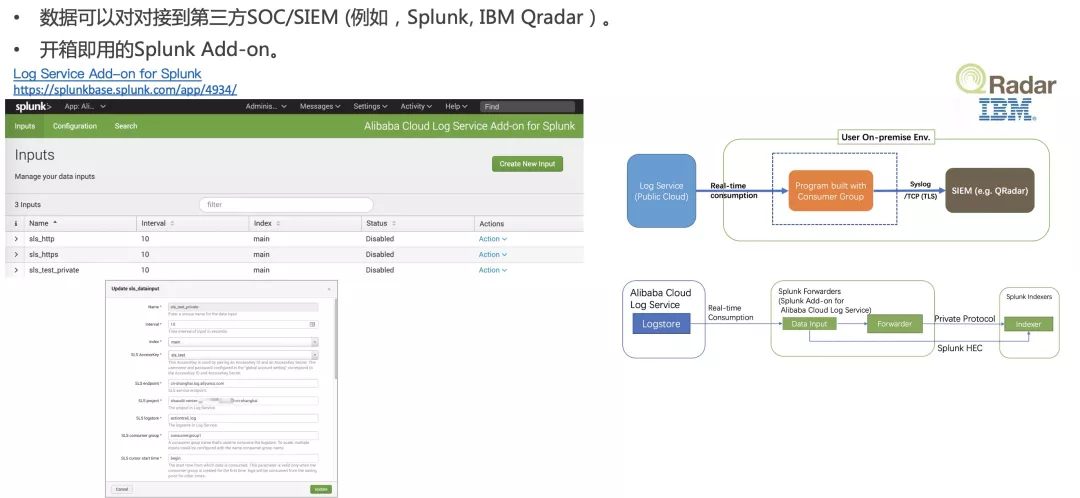 • 数据可以对对接到第三方SOC/SIEM (例如，Splunk, IBM Qradar ) 。
• 开箱即用的Splunk Add-on。
Log Service Add-on for Splunk
https://splunkbase.splunk.com/app/4934/
splunk> App: Ali... Adminis... Messages Settings Activity Help Find
Inputs Configuration Search Alibaba Cloud Log Service Add-on for Splunk
Inputs
Create New Input
Manage your data inputs
3 Inputs filter
i Name Interval Index Status Actions
sls_http 10 main Disabled Action
sls_https 10 main Disabled Action
sls_test_private 10 main Disabled Action
Update sls_datainput
Name * sls_test_private
Enter a unique name for the data input
Interval * 10
Time interval of input in seconds.
Index * main
SLS AccessKey * sls_test
SLS endpoint * cn-shanghai.log.aliyuncs.com
SLS service endpoint.
SLS project *
The project in Log Service.
SLS logstore * actiontrail_log
The logstore in Log Service.
SLS consumer group * consumergroup1
SLS cursor start time * begin
Cancel Update
QRadar
IBM
User On-premise Env.
Log Service
(Public Cloud)
Real-time
consumption
Program built with
Consumer Group
Syslog
/TCP (TLS)
SIEM (e.g. QRadar)
Alibaba Cloud
Log Service
Logstore
Real-time
Consumption
Splunk Forwarders
(Splunk Add-on for
Alibaba Cloud Log Service)
Data Input
Forwarder
Private Protocol
Splunk HEC
Splunk Indexers
Indexer